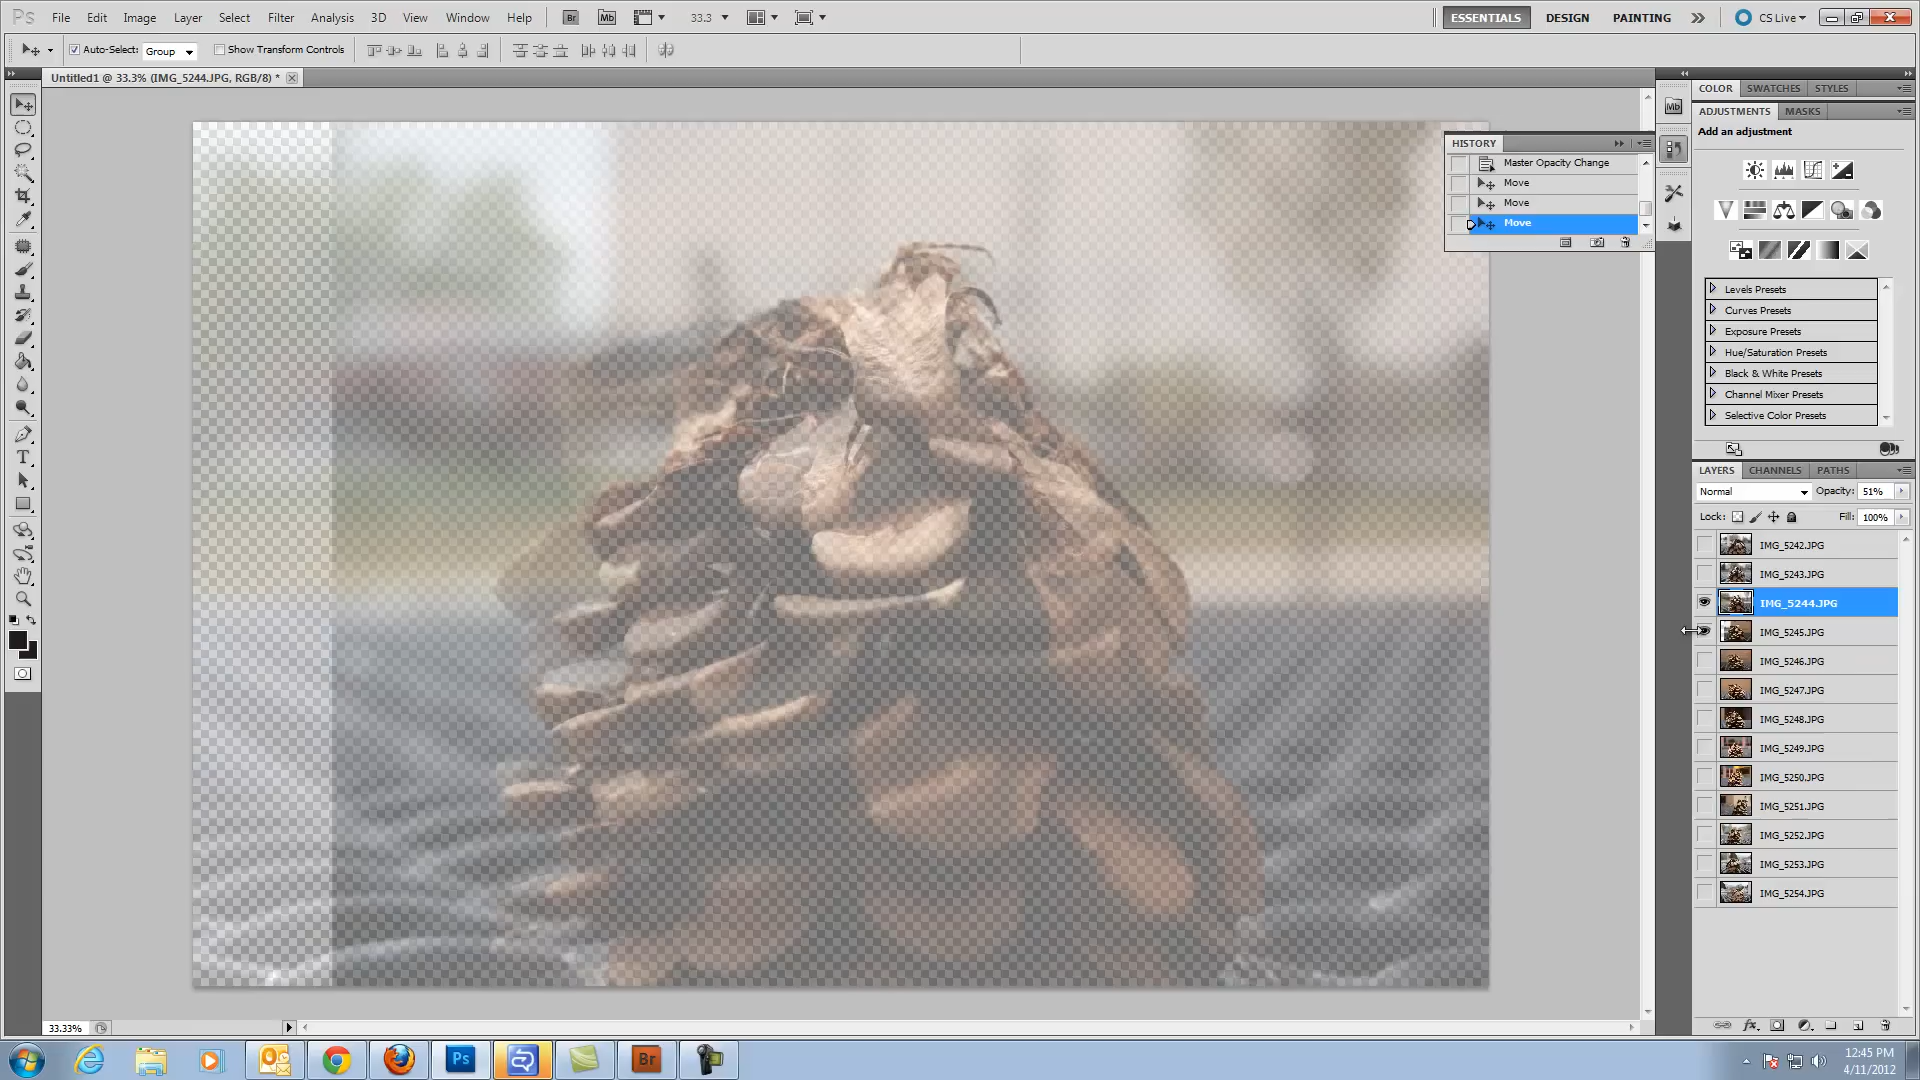 Ps File Edit Image Layer Select Filter Analysis 3D View Window Help Br Mb 33.3 ESSENTIALS DESIGN PAINTING CS Live
Auto-Select: Group Show Transform Controls
Untitled1 @ 33.3% (IMG_5244.JPG, RGB/8) *
COLOR SWATCHES STYLES
Mb
ADJUSTMENTS MASKS
Add an adjustment
HISTORY
Master Opacity Change
Move
Move
Move
Levels Presets
Curves Presets
Exposure Presets
Hue/Saturation Presets
Black & White Presets
Channel Mixer Presets
Selective Color Presets
LAYERS CHANNELS PATHS
Normal Opacity: 51%
Lock: Fill: 100%
IMG_5242.JPG
IMG_5243.JPG
IMG_5244.JPG
IMG_5245.JPG
IMG_5246.JPG
IMG_5247.JPG
IMG_5248.JPG
IMG_5249.JPG
IMG_5250.JPG
IMG_5251.JPG
IMG_5252.JPG
IMG_5253.JPG
IMG_5254.JPG
T
fx
33.33%
Ps Br
12:45 PM
4/11/2012